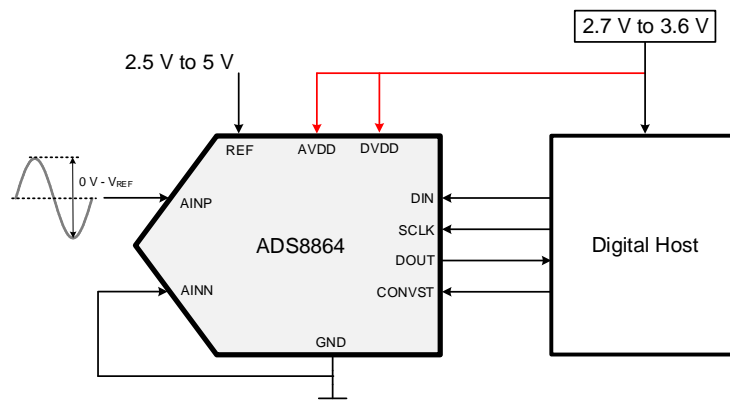 2.7 V to 3.6 V
2.5 V to 5 V
REF
AVDD
DVDD
0 V - VREF
AINP
DIN
SCLK
ADS8864
Digital Host
DOUT
AINN
CONVST
GND